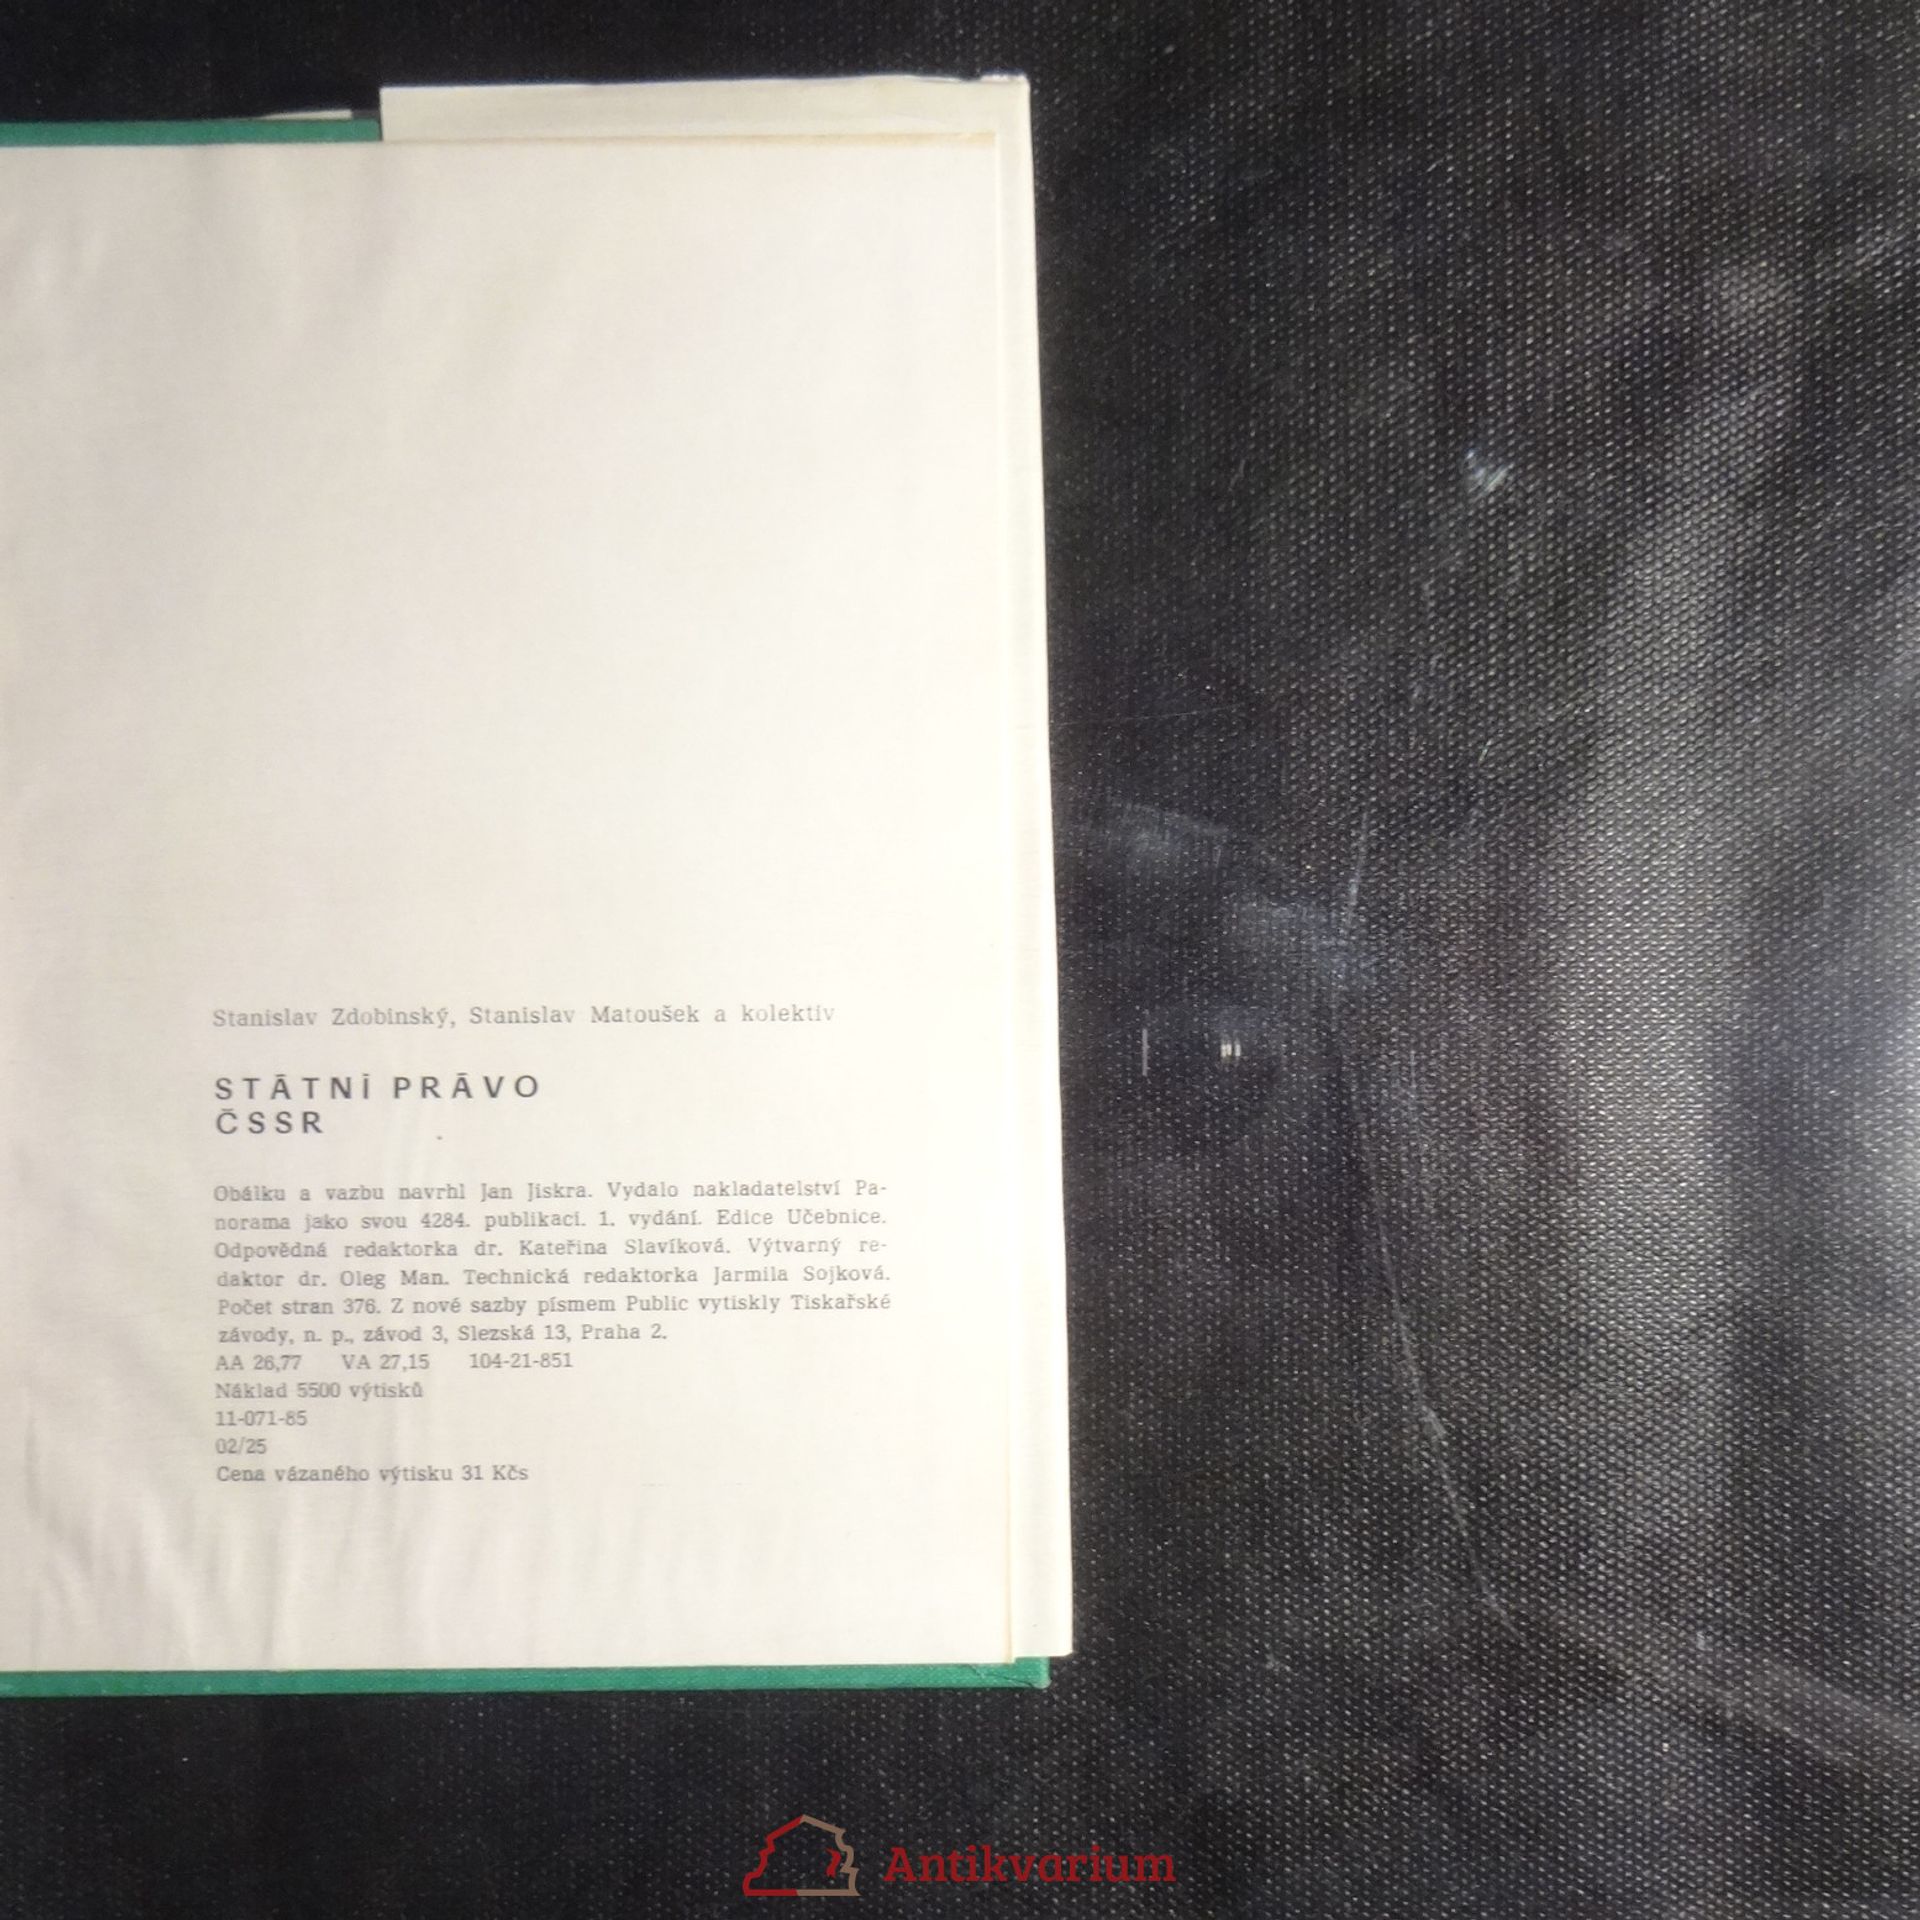 Stanislav Zdobinský, Stanislav Matoušek a kolektiv
STÁTNÍ PRÁVO
ČSSR
Obálku a vazbu navrhl Jan Jiskra. Vydalo nakladatelství Pa-
norama jako svou 4284. publikaci. 1. vydání. Edice Učebnice.
Odpovědná redaktorka dr. Kateřina Slavíková. Výtvarný re-
daktor dr. Oleg Man. Technická redaktorka Jarmila Sojková.
Počet stran 376. Z nové sazby písmem Public vytiskly Tiskařské
závody, n. p., závod 3, Slezská 13, Praha 2.
AA 26,77 VA 27,15 104-21-851
Náklad 5500 výtisků
11-071-85
02/25
Cena vázaného výtisku 31 Kčs
Antikvarium